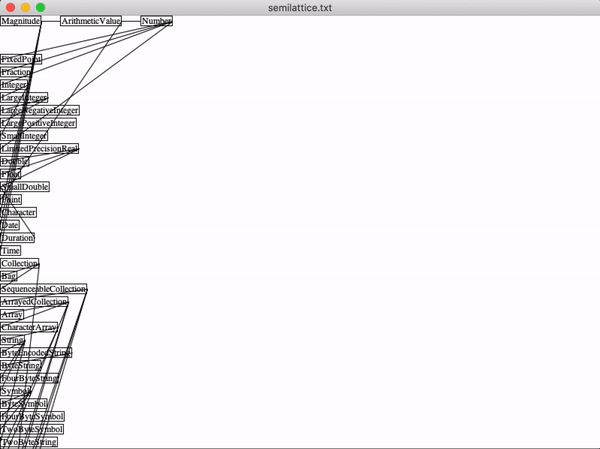 semilattice.txt
Magnitude ArithmeticValue Number
FixedPoint
Fraction
Integer
LargeInteger
LargeNegativeInteger
LargePositiveInteger
SmallInteger
LimitedPrecisionReal
Double
Float
SmallDouble
Point
Character
Date
Duration
Time
Collection
Bag
SequenceableCollection
ArrayedCollection
Array
CharacterArray
String
ByteEncodedString
ByteString
FourByteString
Symbol
ByteSymbol
FourByteSymbol
TwoByteSymbol
TwoByteString